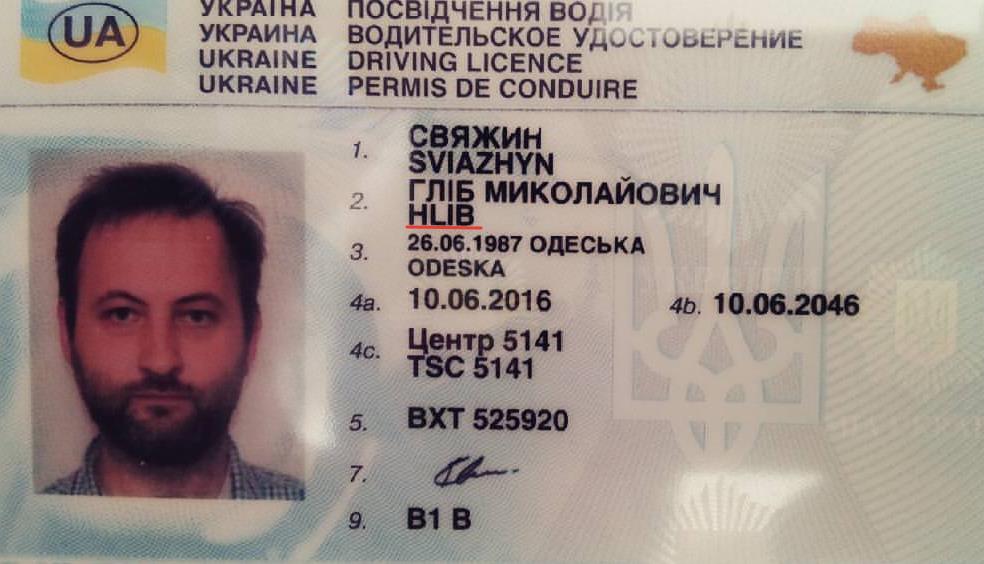 UA
УКРАЇНА ПОСВІДЧЕННЯ ВОДІЯ
УКРАИНА ВОДИТЕЛЬСКОЕ УДОСТОВЕРЕНИЕ
UKRAINE DRIVING LICENCE
UKRAINE PERMIS DE CONDUIRE
1. СВЯЖИН
SVIAZHYN
2. ГЛІБ МИКОЛАЙОВИЧ
HLIB
3. 26.06.1987 ОДЕСЬКА
ODESKA
4a. 10.06.2016 4b. 10.06.2046
4c. Центр 5141
TSC 5141
5. ВХТ 525920
7.
9. B1 B